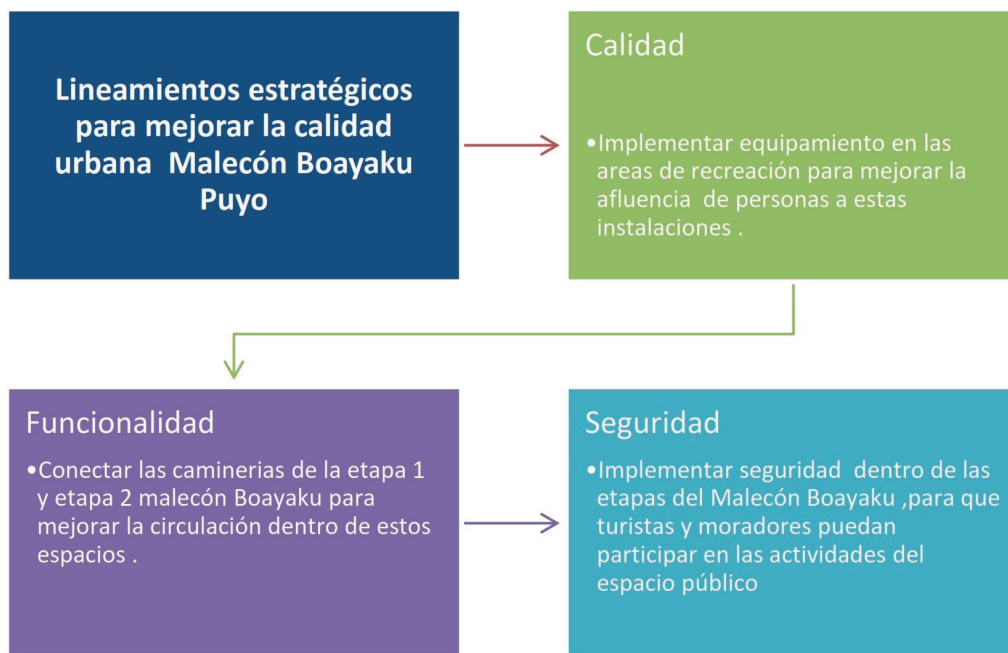 Lineamientos estratégicos
para mejorar la calidad
urbana  Malecón Boayaku
Puyo
Calidad
•Implementar equipamiento en las
areas de recreación para mejorar la
afluencia  de personas a estas
instalaciones .
Funcionalidad
•Conectar las caminerias de la etapa 1
y etapa 2 malecón Boayaku para
mejorar la circulación dentro de estos
espacios .
Seguridad
•Implementar seguridad  dentro de las
etapas del Malecón Boayaku ,para que
turistas y moradores puedan
participar en las actividades del
espacio público